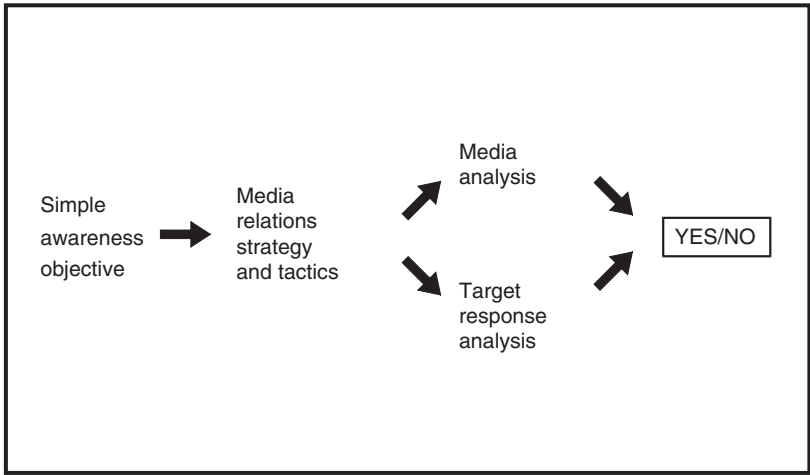 Simple
awareness
objective
Media
relations
strategy
and tactics
Media
analysis
Target
response
analysis
YES/NO